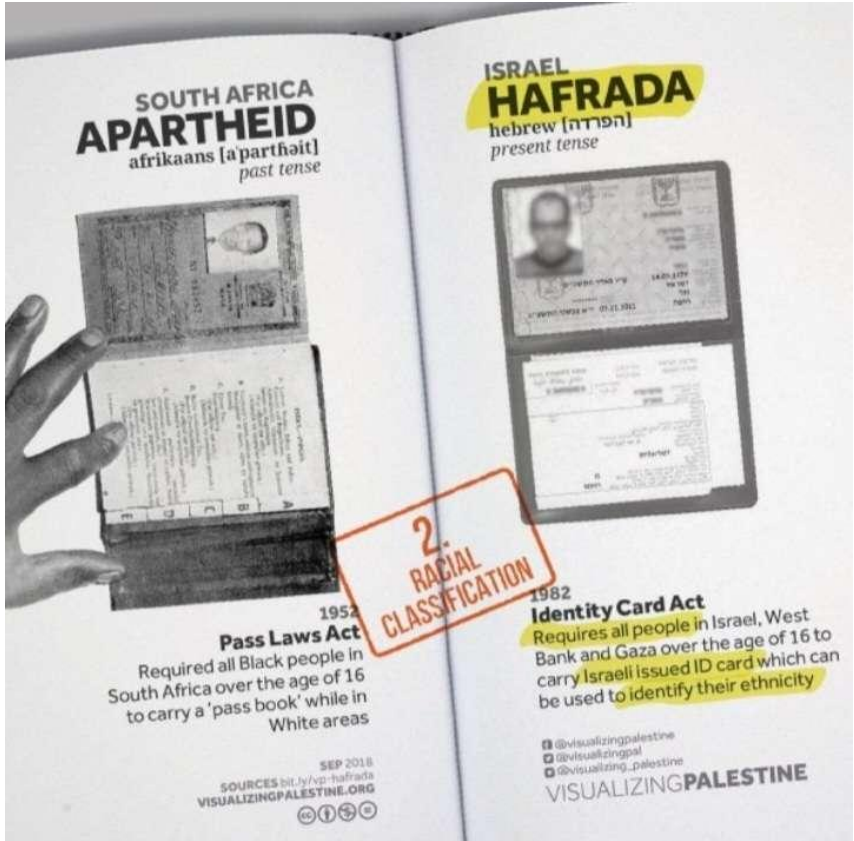 SOUTH AFRICA
APARTHEID
afrikaans [aˈpartɦəit]
past tense
1952
Pass Laws Act
Required all Black people in
South Africa over the age of 16
to carry a 'pass book' while in
White areas
SEP 2018
SOURCES bit.ly/vp-hafrada
VISUALIZINGPALESTINE.ORG
2.
RACIAL
CLASSIFICATION
ISRAEL
HAFRADA
hebrew [הפרדה]
present tense
1982
Identity Card Act
Requires all people in Israel, West
Bank and Gaza over the age of 16 to
carry Israeli issued ID card which can
be used to identify their ethnicity
@visualizingpalestine
@visualizingpal
@visualizing_palestine
VISUALIZINGPALESTINE